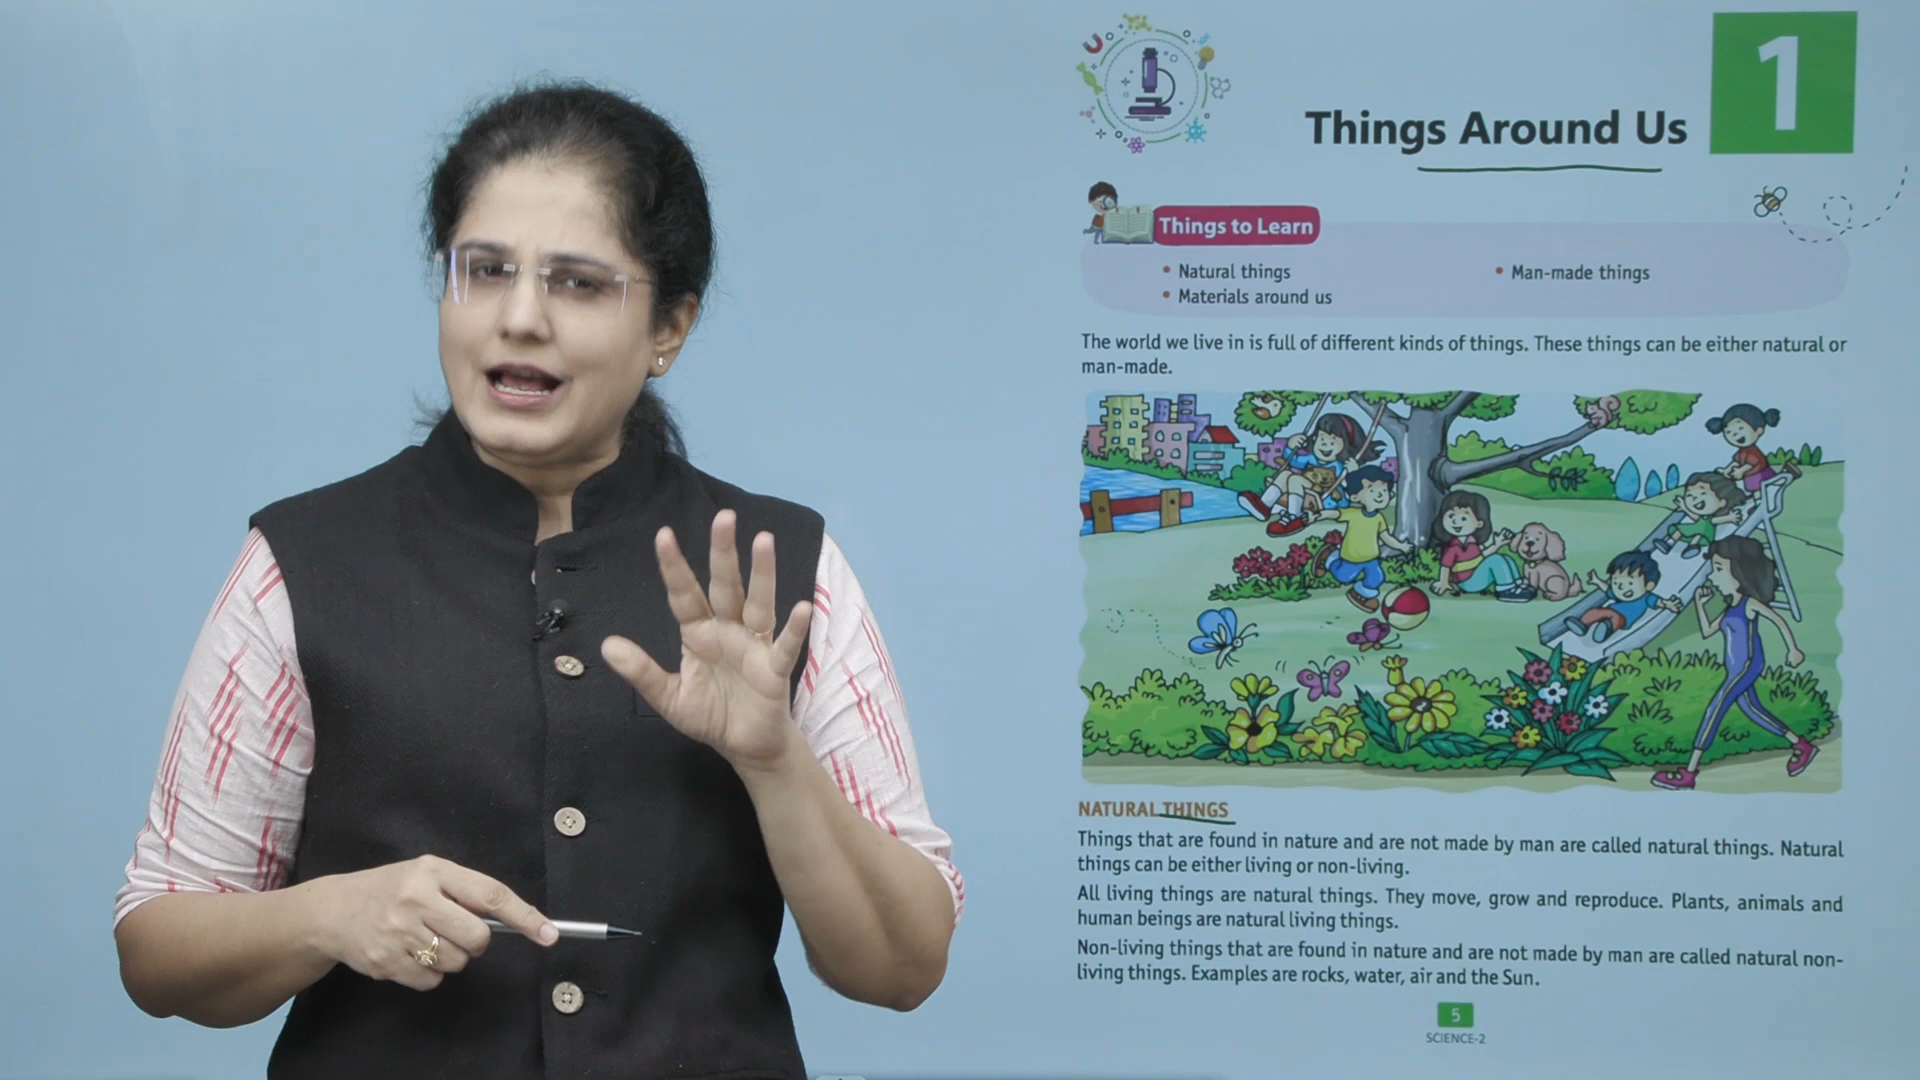 1
Things Around Us
Things to Learn
• Natural things
• Man-made things
• Materials around us
The world we live in is full of different kinds of things. These things can be either natural or
man-made.
NATURAL THINGS
Things that are found in nature and are not made by man are called natural things. Natural
things can be either living or non-living.
All living things are natural things. They move, grow and reproduce. Plants, animals and
human beings are natural living things.
Non-living things that are found in nature and are not made by man are called natural non-
living things. Examples are rocks, water, air and the Sun.
5
SCIENCE-2